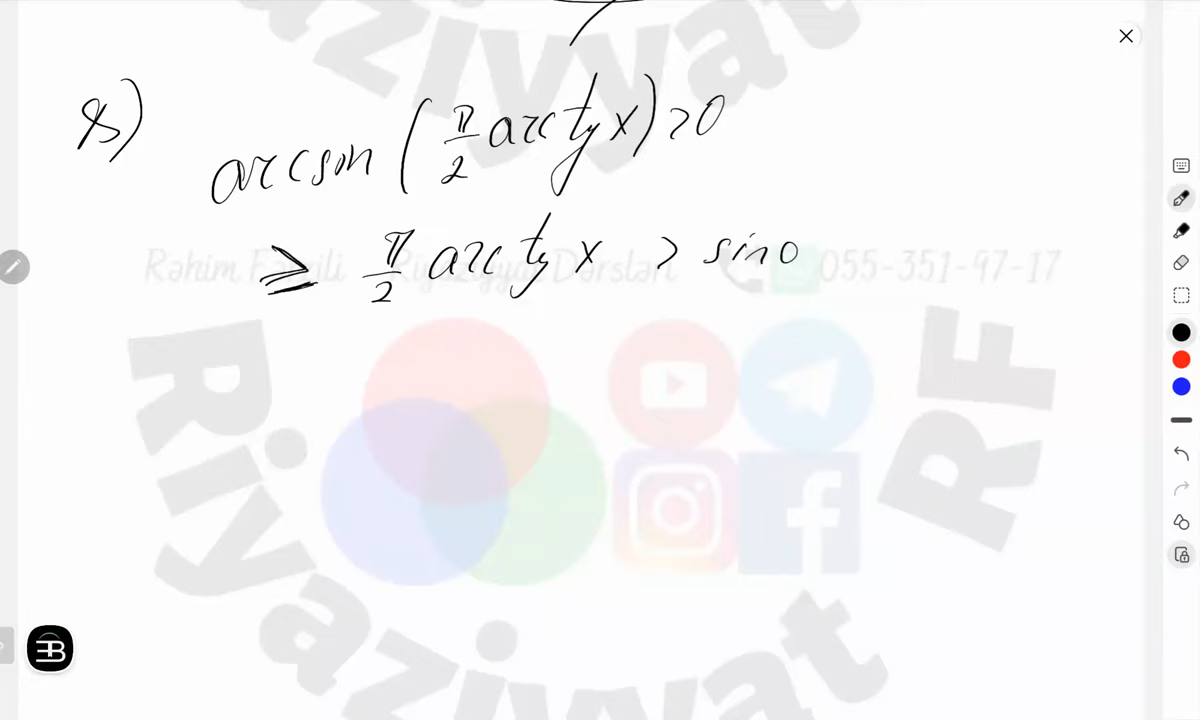 8) arcsin (π/2 arctg x) > 0
≥ π/2 arctg x > sin 0
Rəhim Fazili Riyaziyyat Dərsləri 055-351-97-17
Riyaziyyat RF